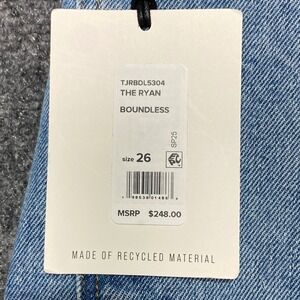 TJRBDL5304
THE RYAN
BOUNDLESS
SP25
size 26
MSRP $248.00
MADE OF RECYCLED MATERIAL